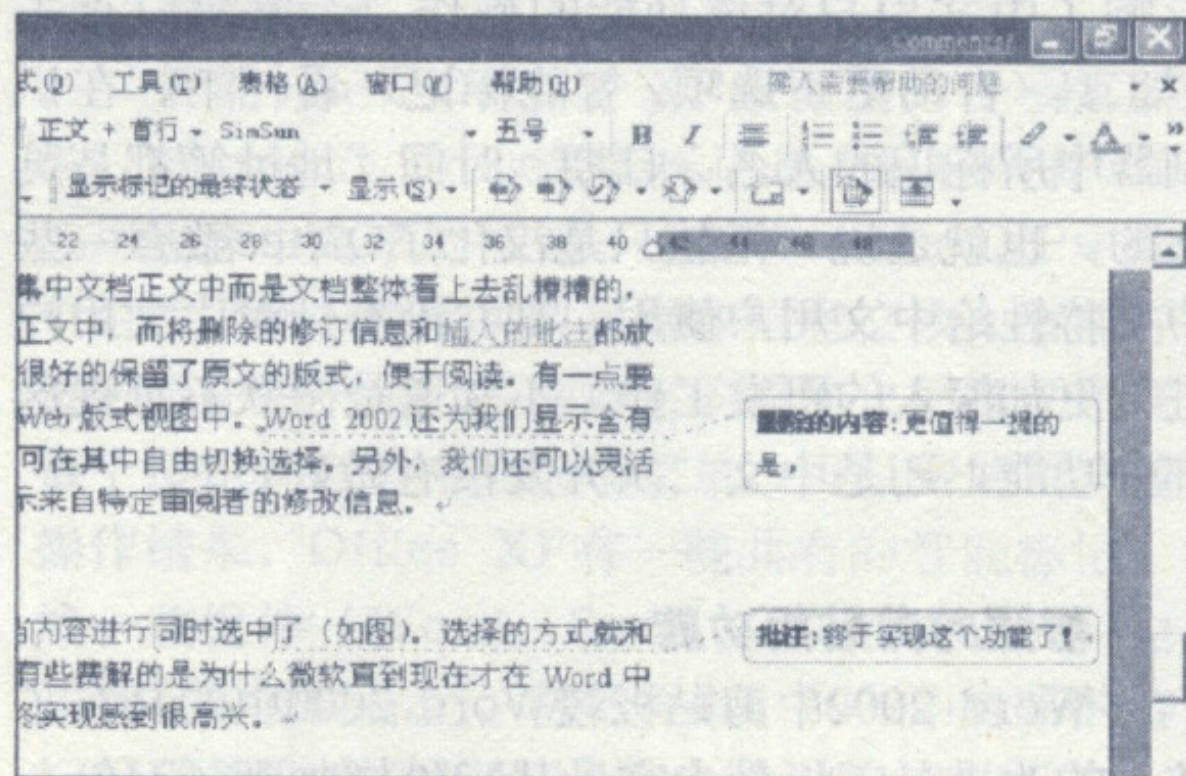 Commentsf
式(O) 工具(T) 表格(A) 窗口(W) 帮助(H) 键入需要帮助的问题
正文 + 首行 SimSun 五号 B I A
显示标记的最终状态 显示(S)
22 24 26 28 30 32 34 36 38 40 42 44 46 48
集中文档正文中而是文档整体看上去乱糟糟的,
正文中,而将删除的修订信息和插入的批注都放
很好的保留了原文的版式,便于阅读。有一点要
Web 版式视图中。Word 2002 还为我们显示含有
可在其中自由切换选择。另外,我们还可以灵活
示来自特定审阅者的修改信息。
删除的内容:更值得一提的
是,
前内容进行同时选中了(如图)。选择的方式就和
有些费解的是为什么微软直到现在才在 Word 中
终实现感到很高兴。
批注:终于实现这个功能了!